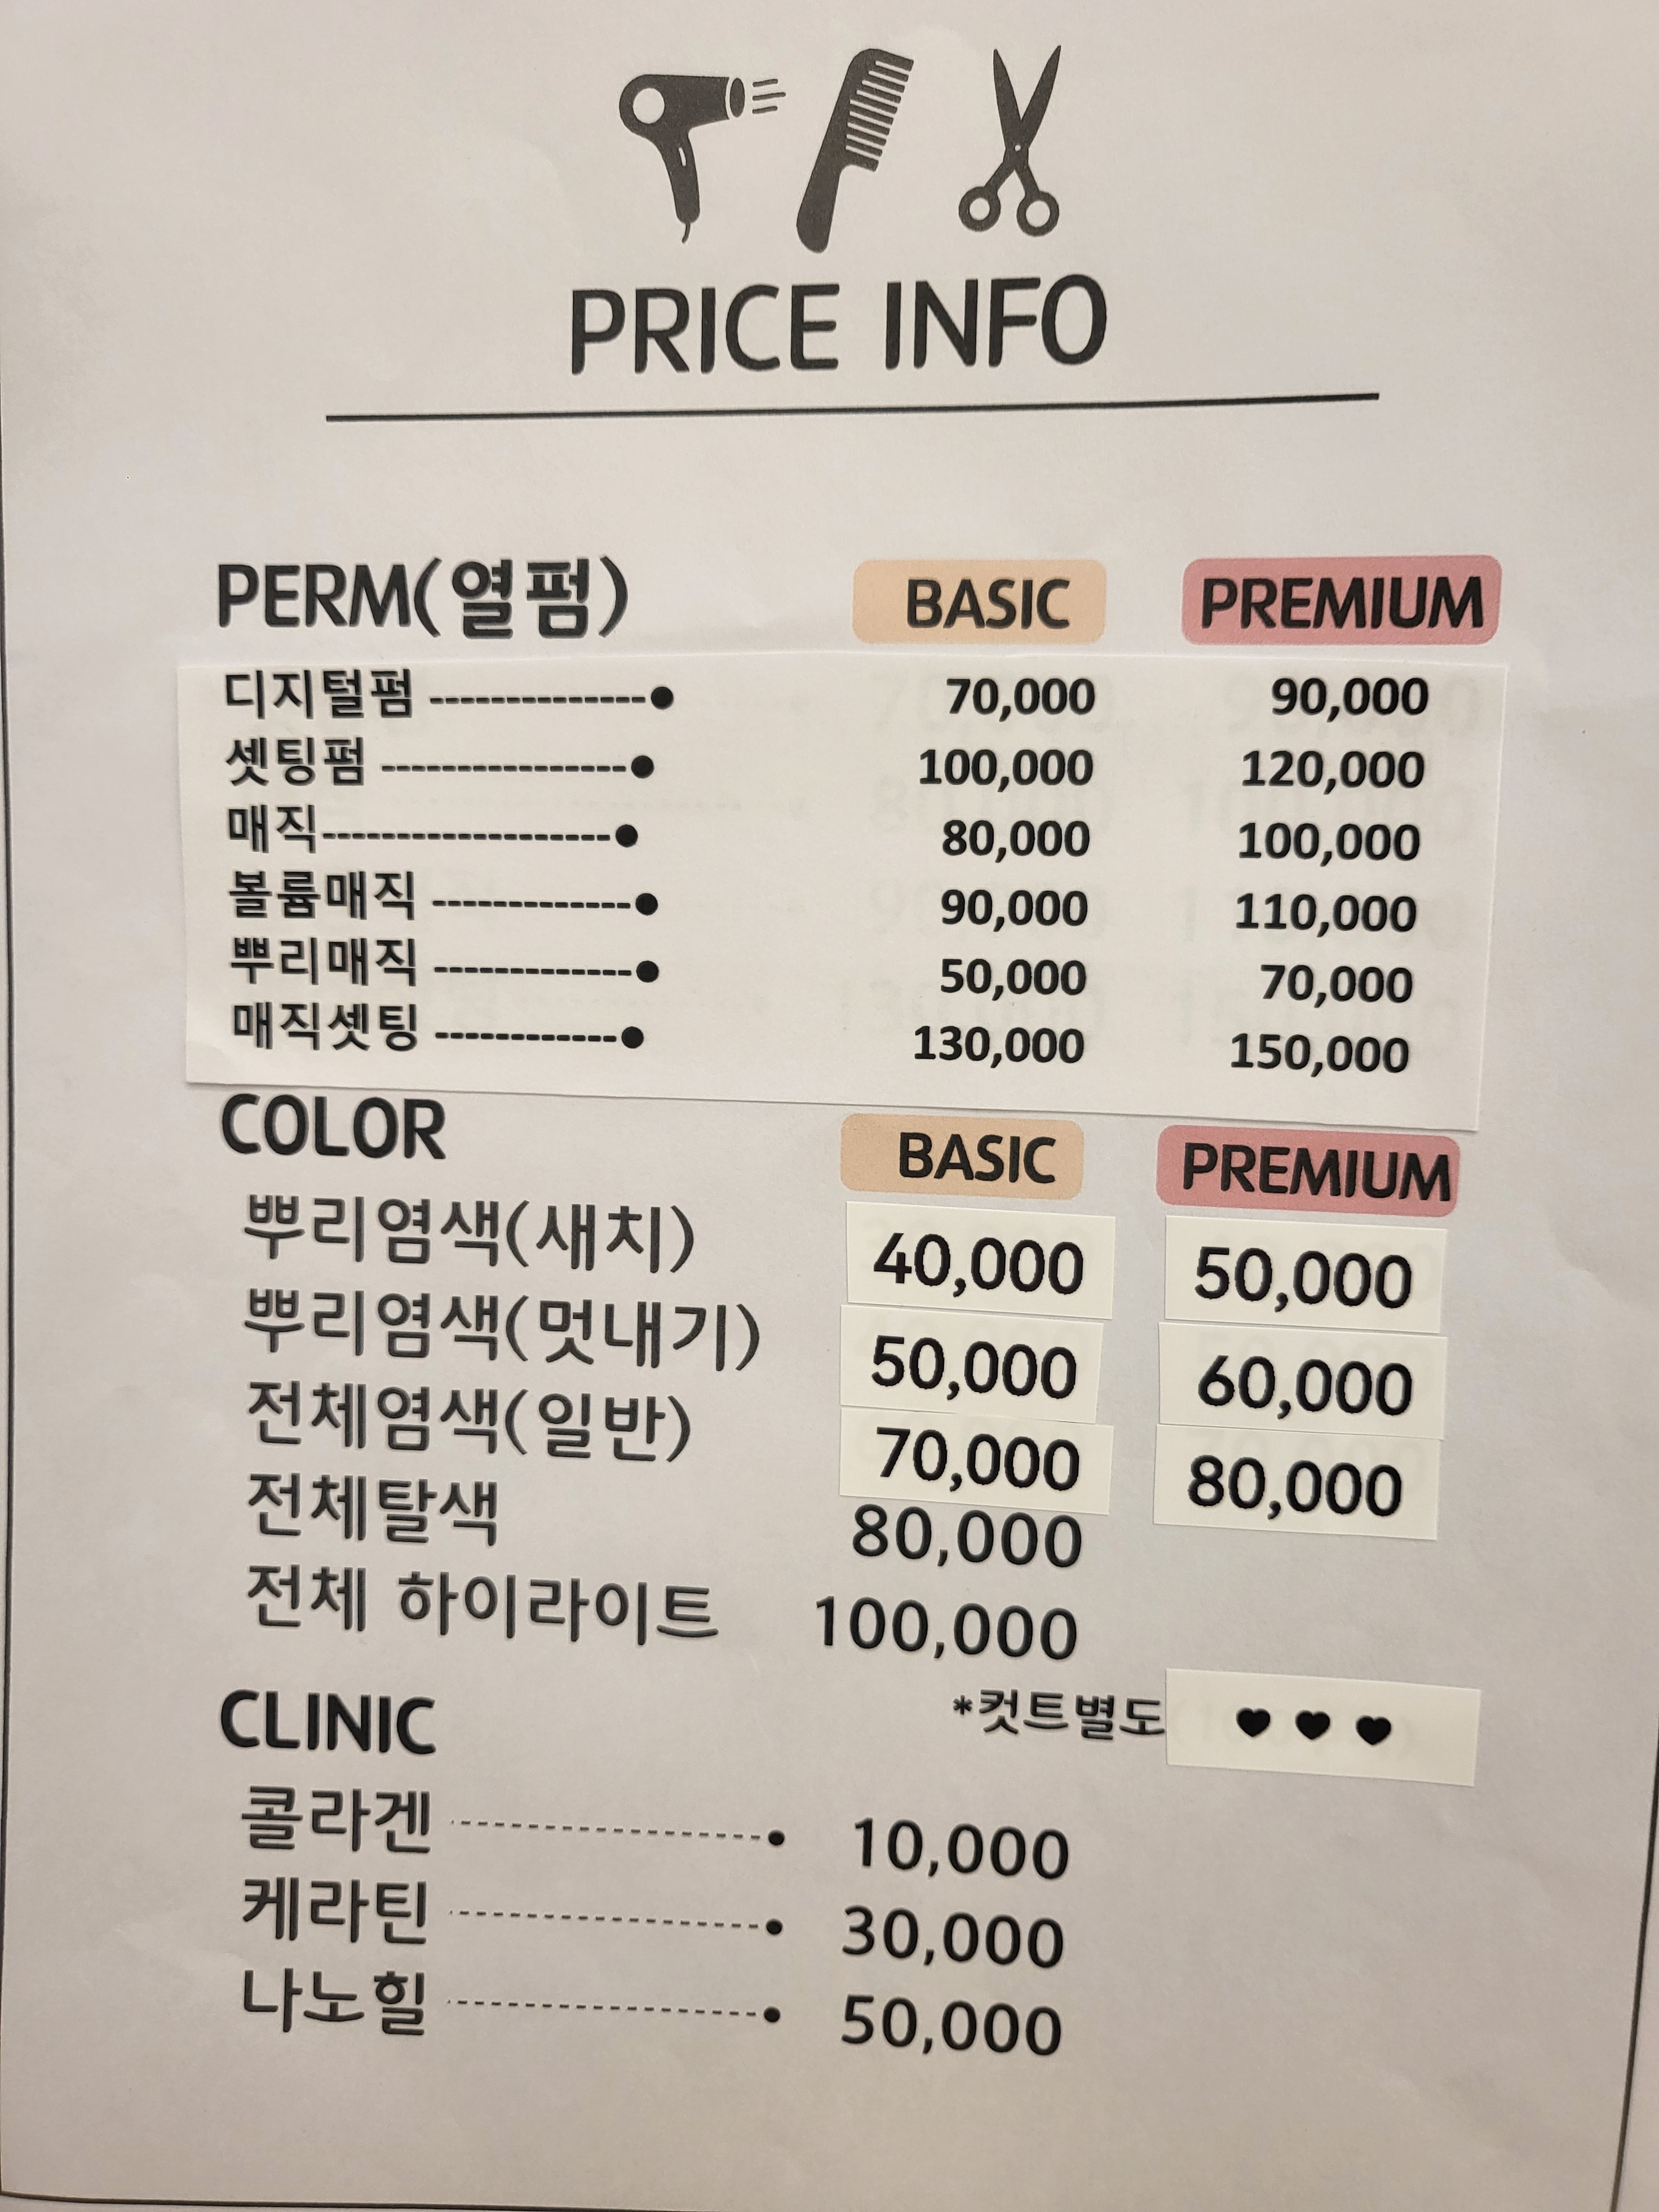 PRICE INFO
PERM(열펌) BASIC PREMIUM
디지털펌 --------------● 70,000 90,000
셋팅펌 ----------------● 100,000 120,000
매직-------------------● 80,000 100,000
볼륨매직 -------------● 90,000 110,000
뿌리매직 -------------● 50,000 70,000
매직셋팅 ------------● 130,000 150,000
COLOR BASIC PREMIUM
뿌리염색(새치) 40,000 50,000
뿌리염색(멋내기) 50,000 60,000
전체염색(일반) 70,000 80,000
전체탈색 80,000
전체 하이라이트 100,000
*컷트별도 ♥ ♥ ♥
CLINIC
콜라겐 ----------------------● 10,000
케라틴 ----------------------● 30,000
나노힐 ----------------------● 50,000